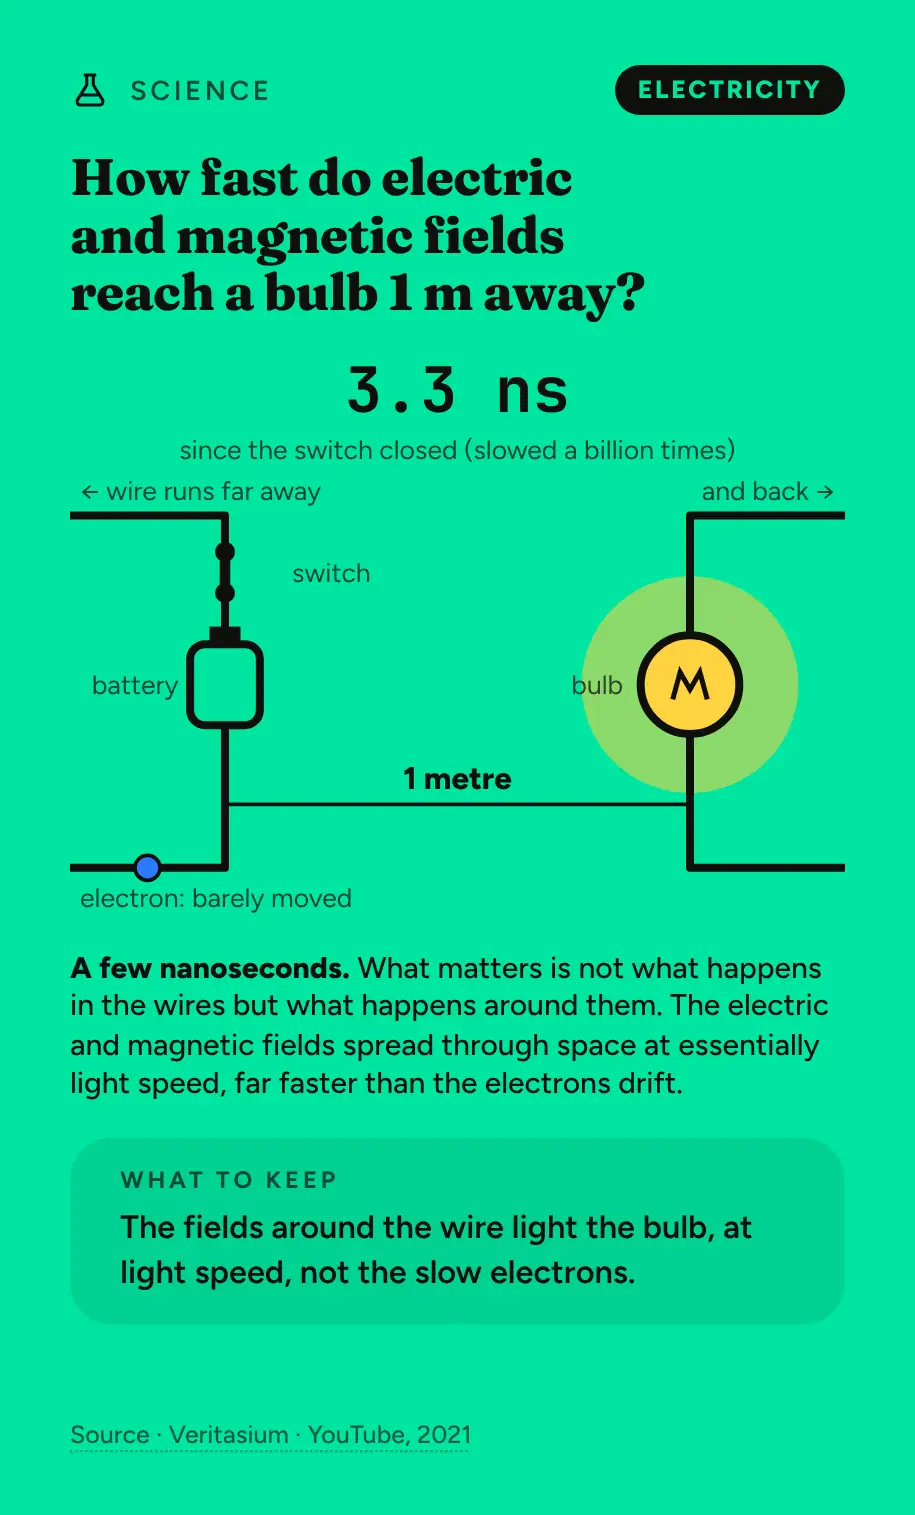 SCIENCE
ELECTRICITY
How fast do electric
and magnetic fields
reach a bulb 1 m away?
3.3 ns
since the switch closed (slowed a billion times)
← wire runs far away
and back →
switch
battery
bulb
1 metre
electron: barely moved
A few nanoseconds. What matters is not what happens
in the wires but what happens around them. The electric
and magnetic fields spread through space at essentially
light speed, far faster than the electrons drift.
WHAT TO KEEP
The fields around the wire light the bulb, at
light speed, not the slow electrons.
Source · Veritasium · YouTube, 2021